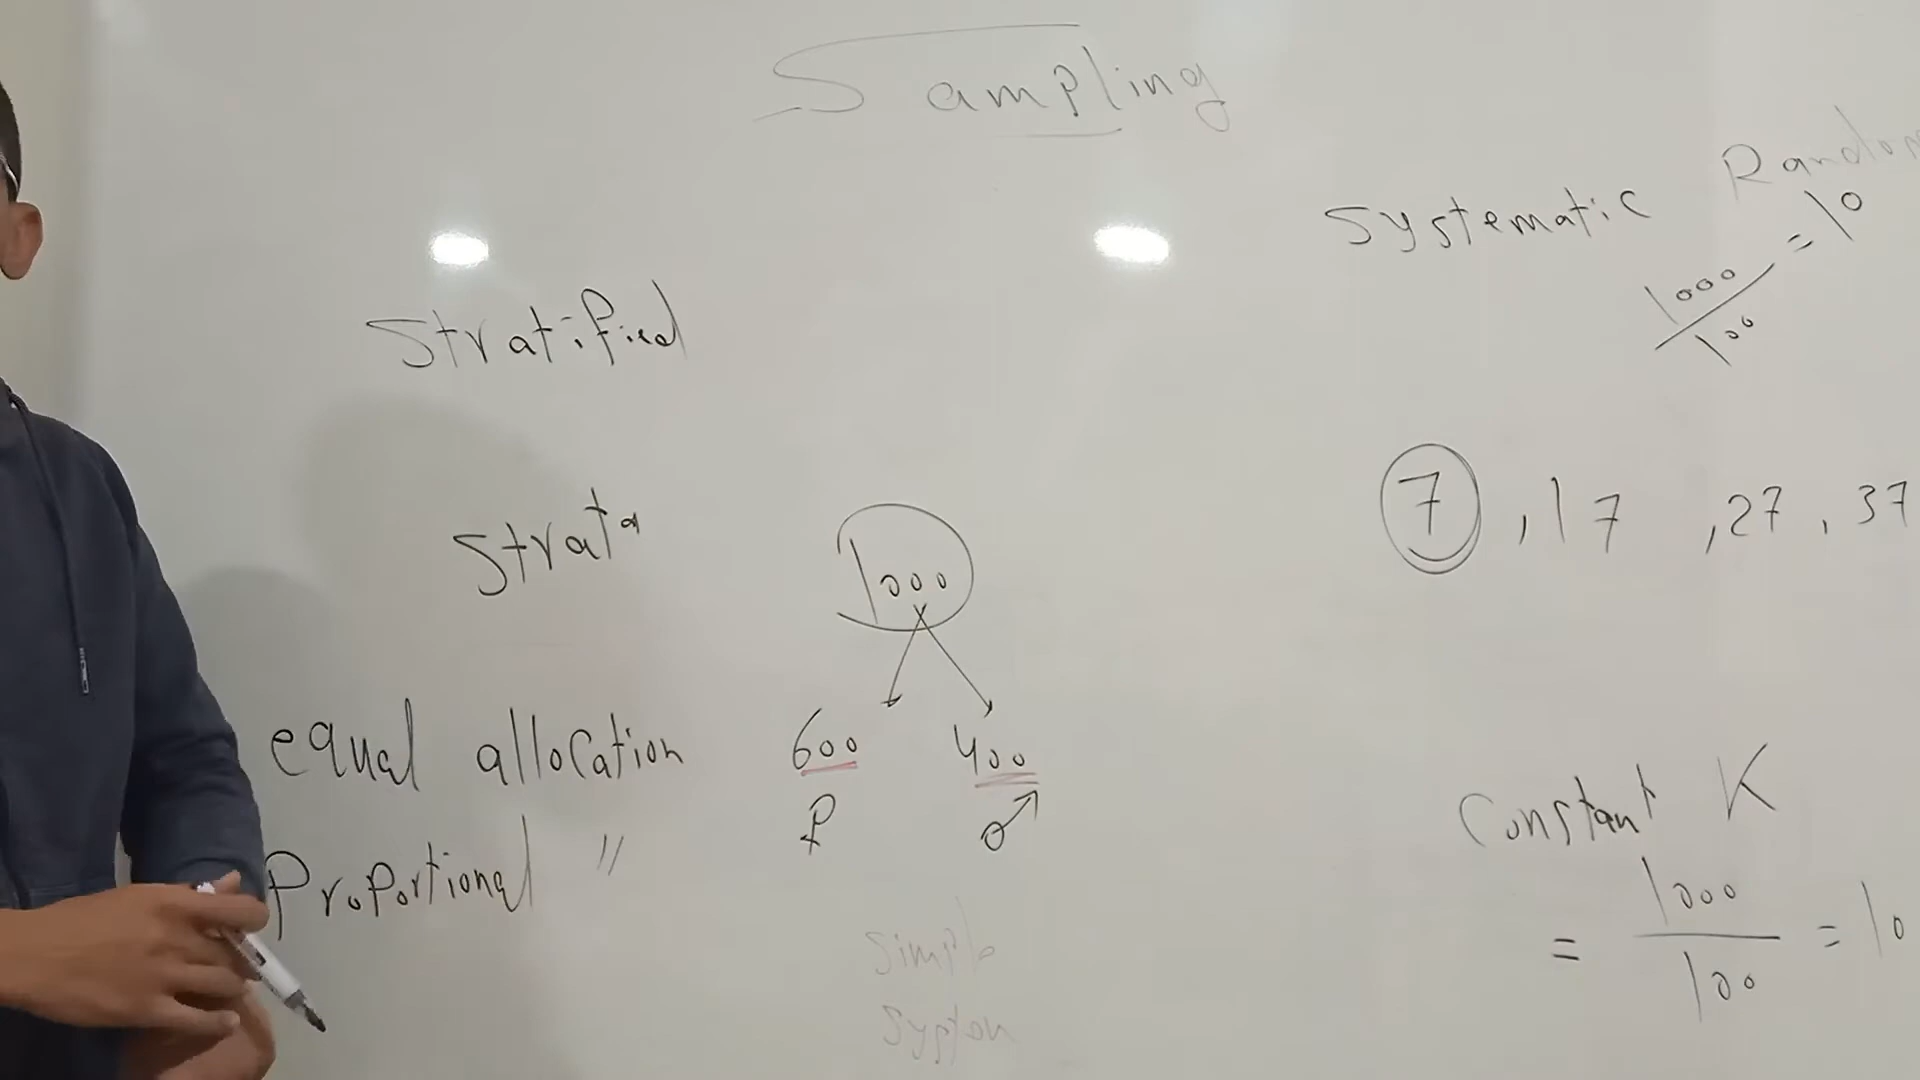 Sampling
Stratified
Strata
1000
600 400
♀ ♂
equal allocation
Proportional "
Simple
Systematic Random
1000/100 = 10
7, 17, 27, 37
Constant K
= 1000/100 = 10